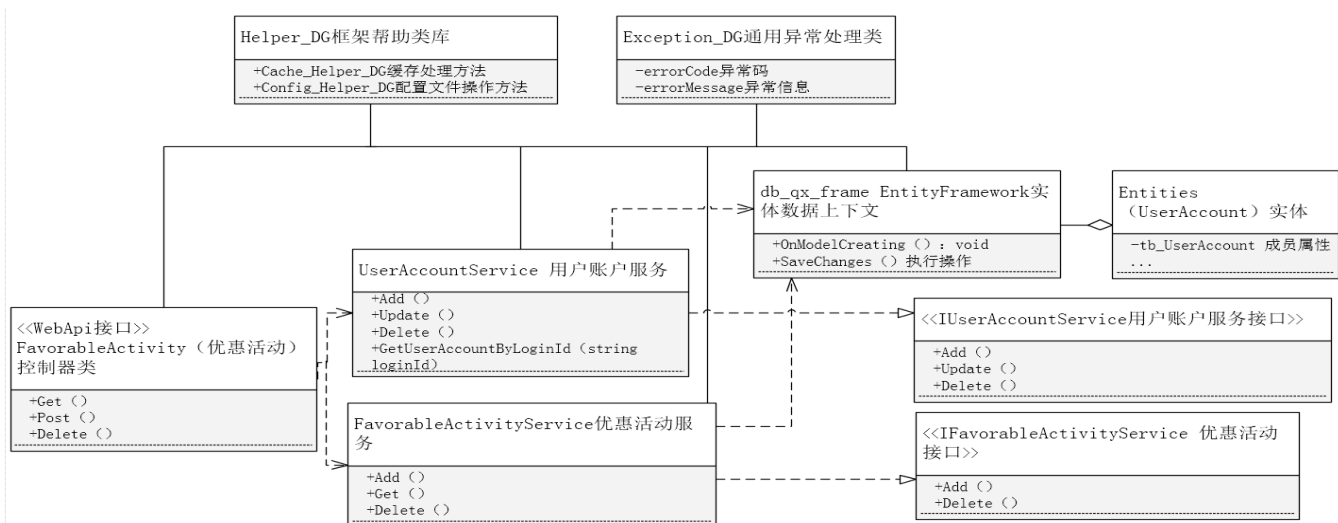 Helper_DG框架帮助类库
+Cache_Helper_DG缓存处理方法
+Config_Helper_DG配置文件操作方法
Exception_DG通用异常处理类
-errorCode异常码
-errorMessage异常信息
db_qx_frame EntityFramework实
体数据上下文
+OnModelCreating（）：void
+SaveChanges（）执行操作
Entities
（UserAccount）实体
-tb_UserAccount 成员属性
...
UserAccountService 用户账户服务
+Add（）
+Update（）
+Delete（）
+GetUserAccountByLoginId（string
loginId）
<<WebApi接口>>
FavorableActivity（优惠活动）
控制器类
+Get（）
+Post（）
+Delete（）
<<IUserAccountService用户账户服务接口>>
+Add（）
+Update（）
+Delete（）
FavorableActivityService优惠活动服
务
+Add（）
+Get（）
+Delete（）
<<IFavorableActivityService 优惠活动
接口>>
+Add（）
+Delete（）